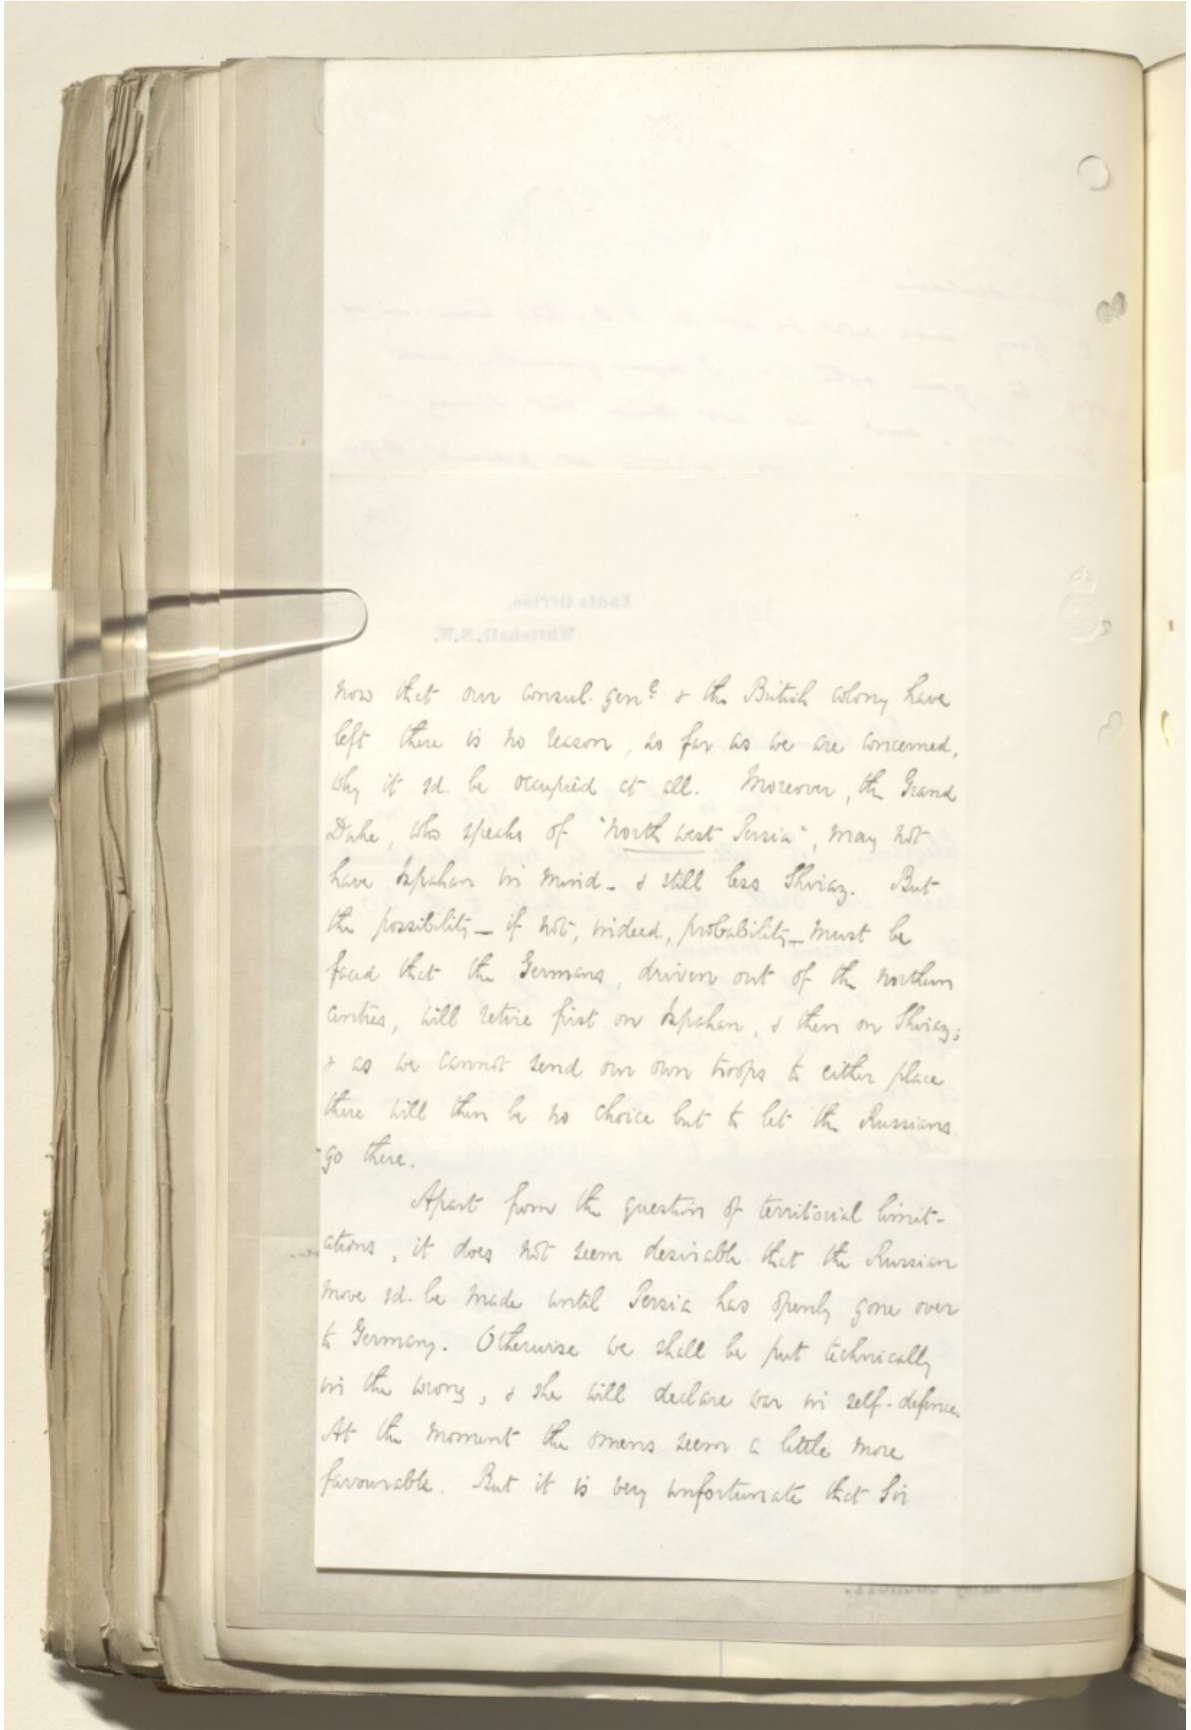 now that our consul. gen.l & the British colony have
left there is no reason, so far as we are concerned,
why it sd. be occupied at all. Moreover, the Grand
Duke, who speaks of "north west Persia", may not
have Ispahan in mind - & still less Shiraz. But
the possibility - if not, indeed, probability - must be
faced that the Germans, driven out of the northern
centres, will retire first on Ispahan, & then on Shiraz;
& as we cannot send our own troops to either place
there will then be no choice but to let the Russians
go there.
Apart from the question of territorial limit-
ations, it does not seem desirable that the Russian
move sd. be made until Persia has openly gone over
to Germany. Otherwise we shall be put technically
in the wrong, & she will declare war in self-defence.
At the moment the omens seem a little more
favourable. But it is very unfortunate that Sir